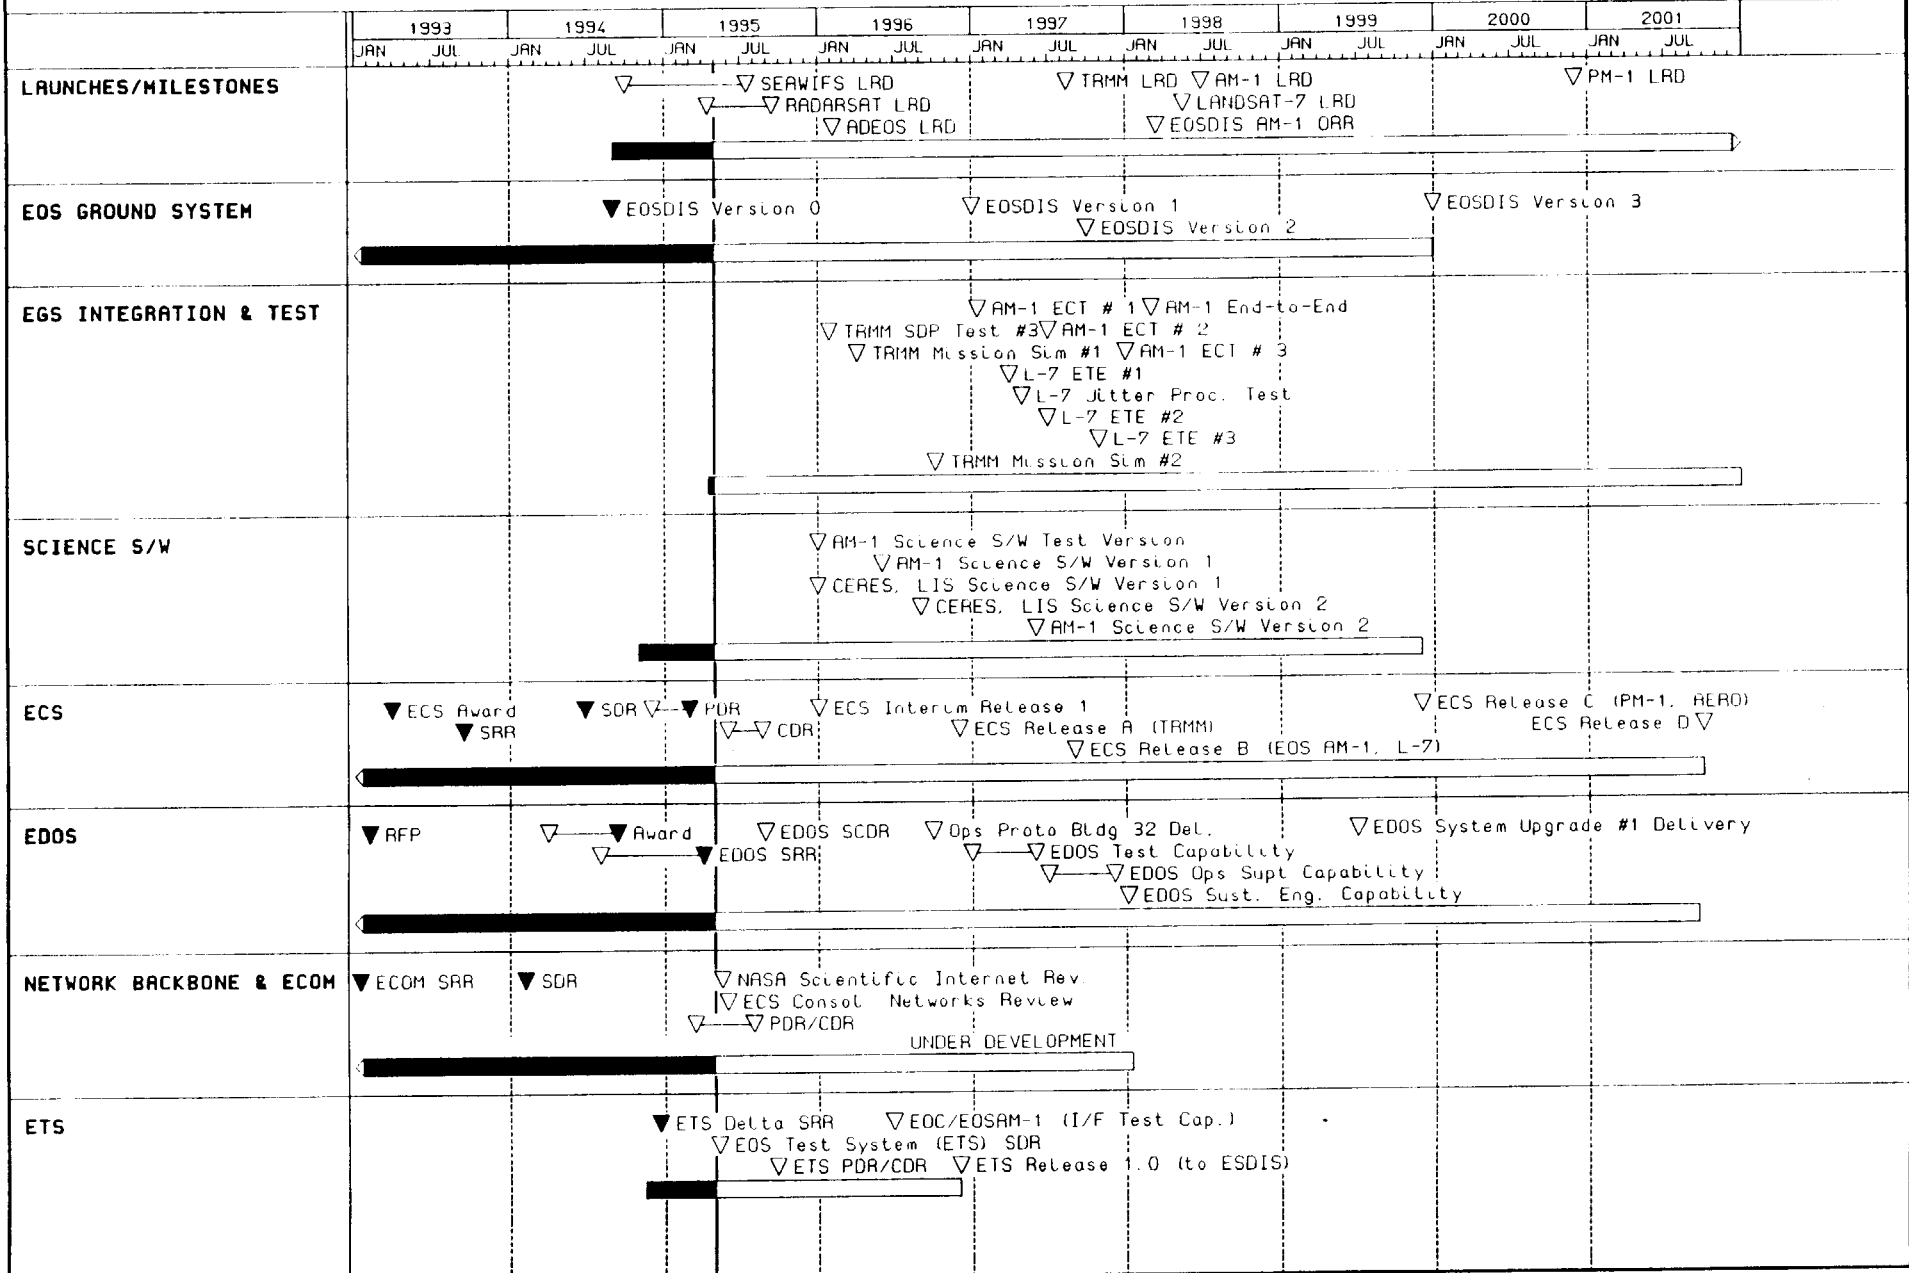 1993 1994 1995 1996 1997 1998 1999 2000 2001
JAN JUL JAN JUL JAN JUL JAN JUL JAN JUL JAN JUL JAN JUL JAN JUL JAN JUL
LAUNCHES/MILESTONES
SEAWIFS LRD TRMM LRD AM-1 LRD PM-1 LRD
RADARSAT LRD LANDSAT-7 LRD
ADEOS LRD EOSDIS AM-1 ORR
EOS GROUND SYSTEM
EOSDIS Version 0 EOSDIS Version 1 EOSDIS Version 3
EOSDIS Version 2
EGS INTEGRATION & TEST
AM-1 ECT # 1 AM-1 End-to-End
TRMM SDP Test #3 AM-1 ECT # 2
TRMM Mission Sim #1 AM-1 ECT # 3
L-7 ETE #1
L-7 Jitter Proc. Test
L-7 ETE #2
L-7 ETE #3
TRMM Mission Sim #2
SCIENCE S/W
AM-1 Science S/W Test Version
AM-1 Science S/W Version 1
CERES, LIS Science S/W Version 1
CERES, LIS Science S/W Version 2
AM-1 Science S/W Version 2
ECS
ECS Award SDR PDR ECS Interim Release 1 ECS Release C (PM-1, AERO)
SRR CDR ECS Release A (TRMM) ECS Release D
ECS Release B (EOS AM-1, L-7)
EDOS
RFP Award EDOS SCDR Ops Proto Bldg 32 Del. EDOS System Upgrade #1 Delivery
EDOS SRR EDOS Test Capability
EDOS Ops Supt Capability
EDOS Sust. Eng. Capability
NETWORK BACKBONE & ECOM
ECOM SRR SDR NASA Scientific Internet Rev.
ECS Consol Networks Review
PDR/CDR
UNDER DEVELOPMENT
ETS
ETS Delta SRR EOC/EOSAM-1 (I/F Test Cap.)
EOS Test System (ETS) SDR
ETS PDR/CDR ETS Release 1.0 (to ESDIS)